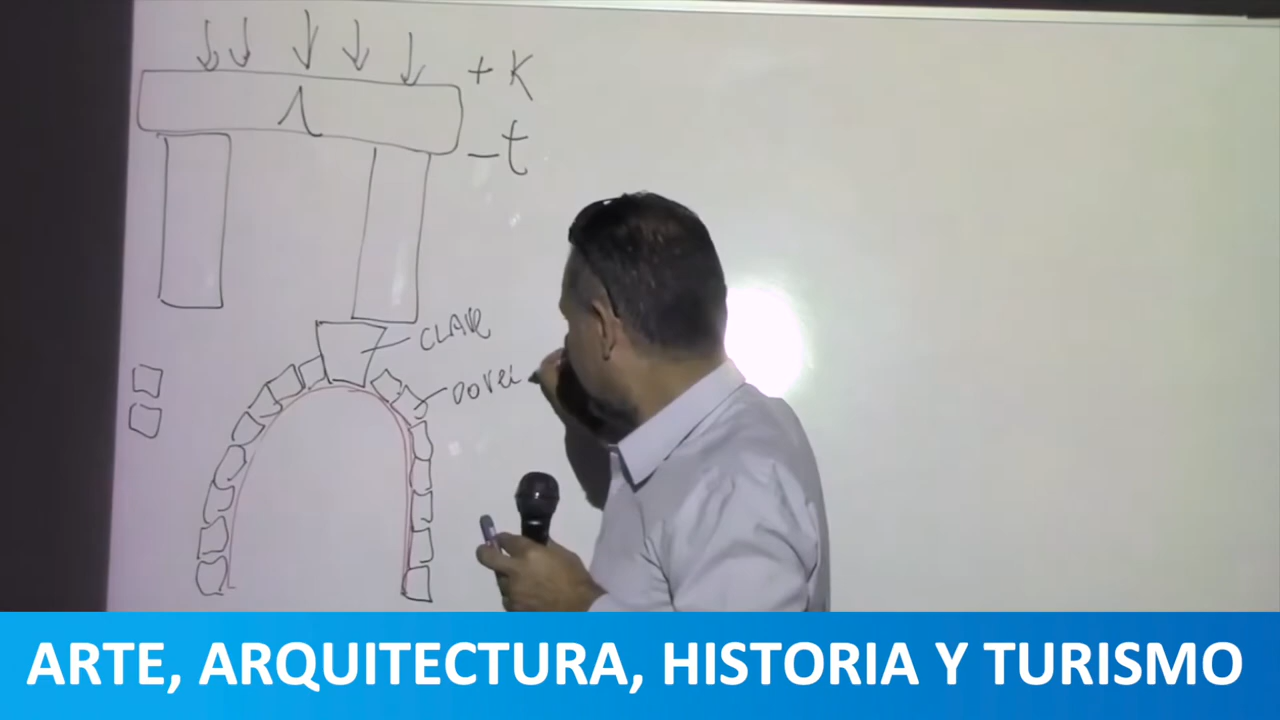 + K
- t
CLAVE
DOVEL
ARTE, ARQUITECTURA, HISTORIA Y TURISMO